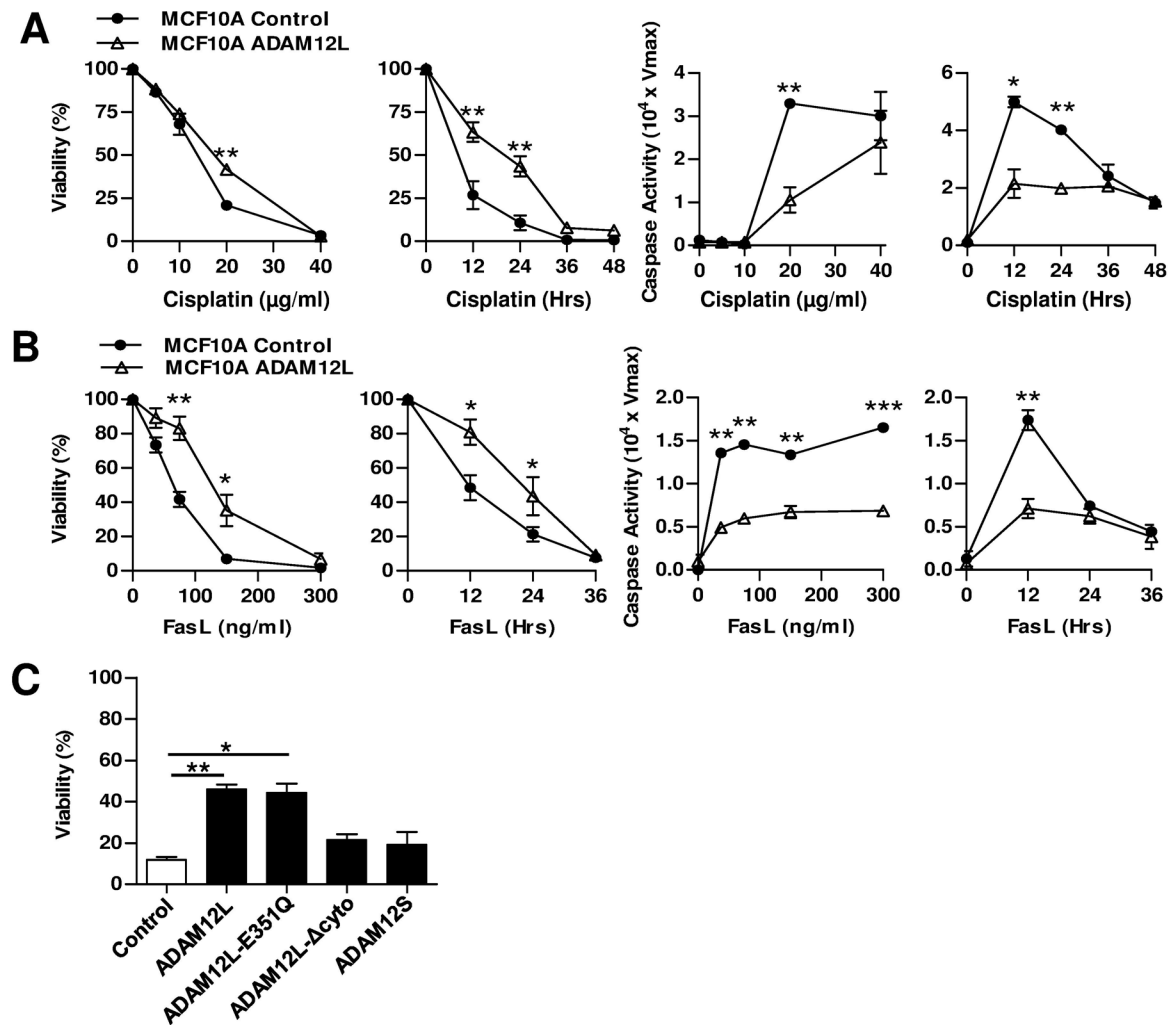 A
MCF10A Control
MCF10A ADAM12L
Viability (%)
100
75
50
25
0
**
0 10 20 30 40
Cisplatin (µg/ml)
100
75
50
25
0
**
**
0 12 24 36 48
Cisplatin (Hrs)
Caspase Activity (10⁴ x Vmax)
4
3
2
1
0
**
0 10 20 30 40
Cisplatin (µg/ml)
6
4
2
0
*
**
0 12 24 36 48
Cisplatin (Hrs)
B
MCF10A Control
MCF10A ADAM12L
Viability (%)
100
80
60
40
20
0
**
*
0 100 200 300
FasL (ng/ml)
100
80
60
40
20
0
*
*
0 12 24 36
FasL (Hrs)
Caspase Activity (10⁴ x Vmax)
2.0
1.5
1.0
0.5
0.0
**
**
**
***
0 100 200 300
FasL (ng/ml)
2.0
1.5
1.0
0.5
0.0
**
0 12 24 36
FasL (Hrs)
C
Viability (%)
100
80
60
40
20
0
*
**
Control
ADAM12L
ADAM12L-E351Q
ADAM12L-Δcyto
ADAM12S